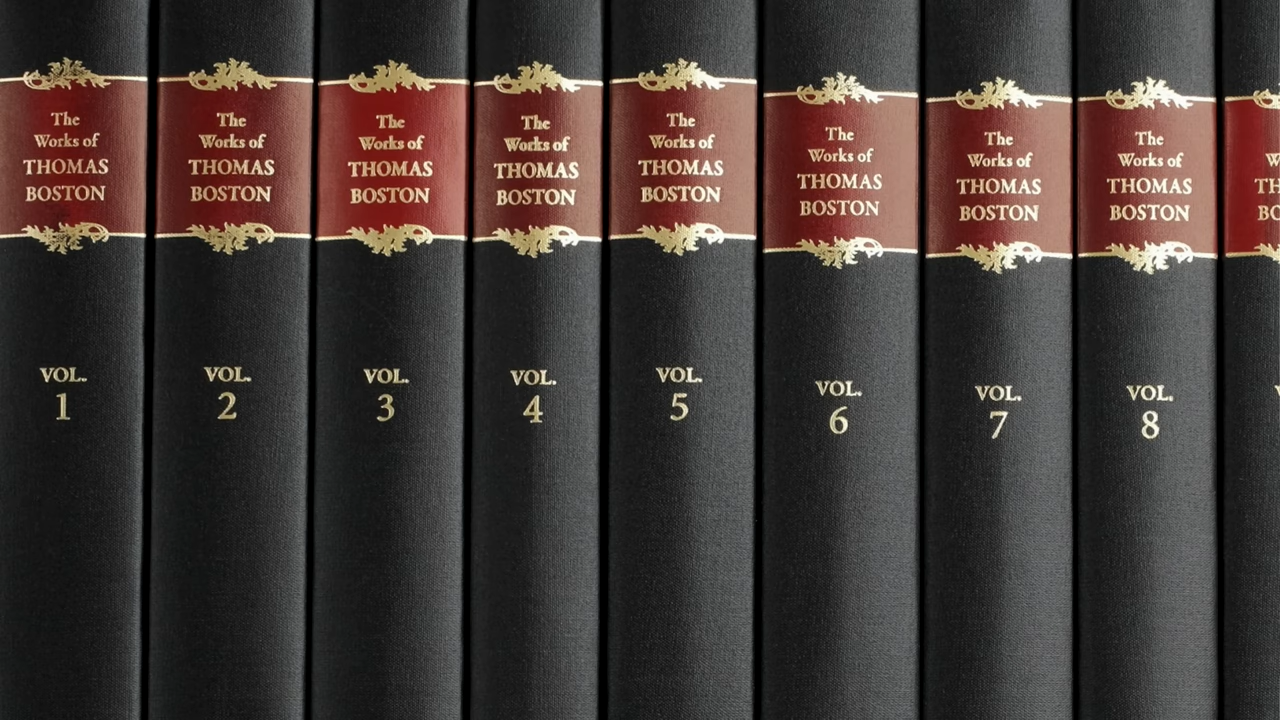 The
Works of
THOMAS
BOSTON
VOL.
1
The
Works of
THOMAS
BOSTON
VOL.
2
The
Works of
THOMAS
BOSTON
VOL.
3
The
Works of
THOMAS
BOSTON
VOL.
4
The
Works of
THOMAS
BOSTON
VOL.
5
The
Works of
THOMAS
BOSTON
VOL.
6
The
Works of
THOMAS
BOSTON
VOL.
7
The
Works of
THOMAS
BOSTON
VOL.
8